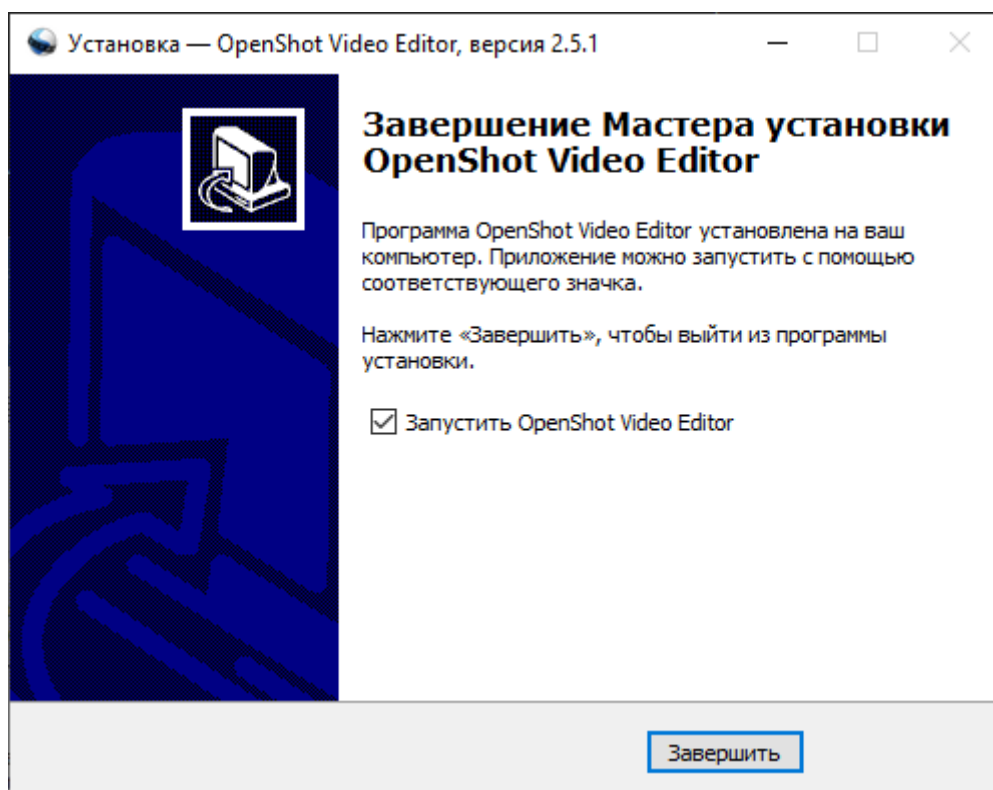 Установка — OpenShot Video Editor, версия 2.5.1
Завершение Мастера установки
OpenShot Video Editor
Программа OpenShot Video Editor установлена на ваш
компьютер. Приложение можно запустить с помощью
соответствующего значка.
Нажмите «Завершить», чтобы выйти из программы
установки.
Запустить OpenShot Video Editor
Завершить